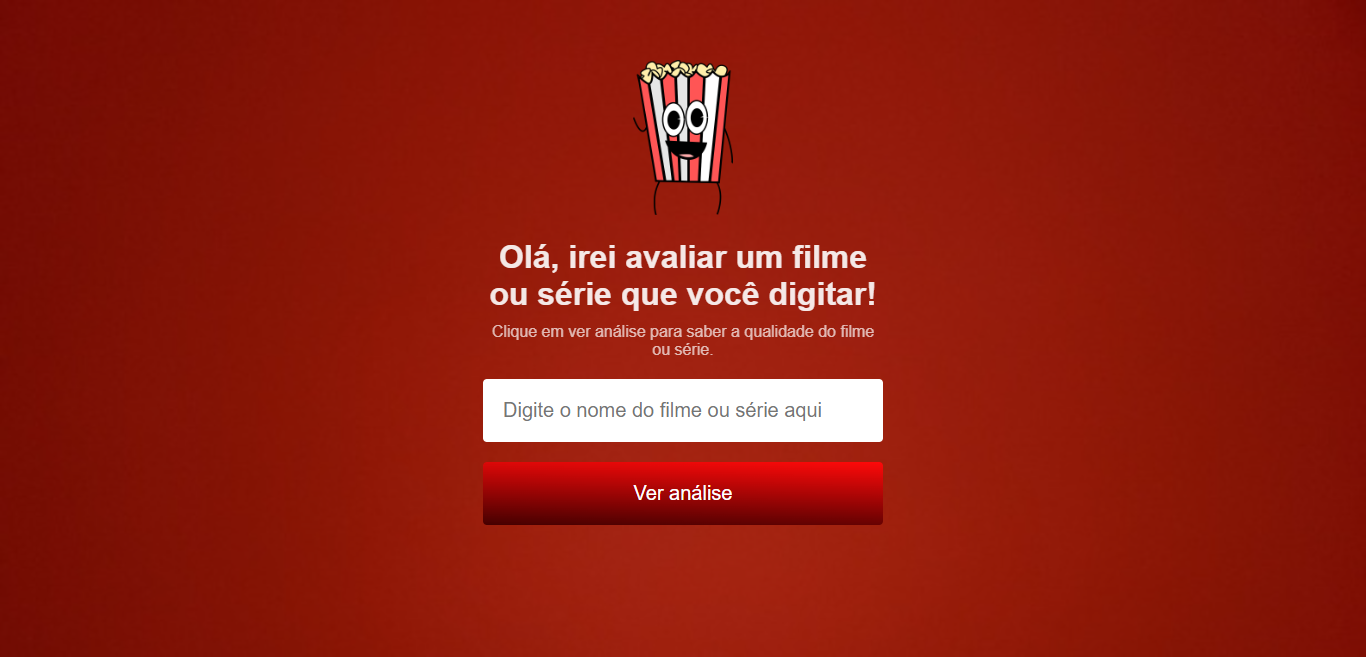 Olá, irei avaliar um filme
ou série que você digitar!
Clique em ver análise para saber a qualidade do filme
ou série.
Digite o nome do filme ou série aqui
Ver análise